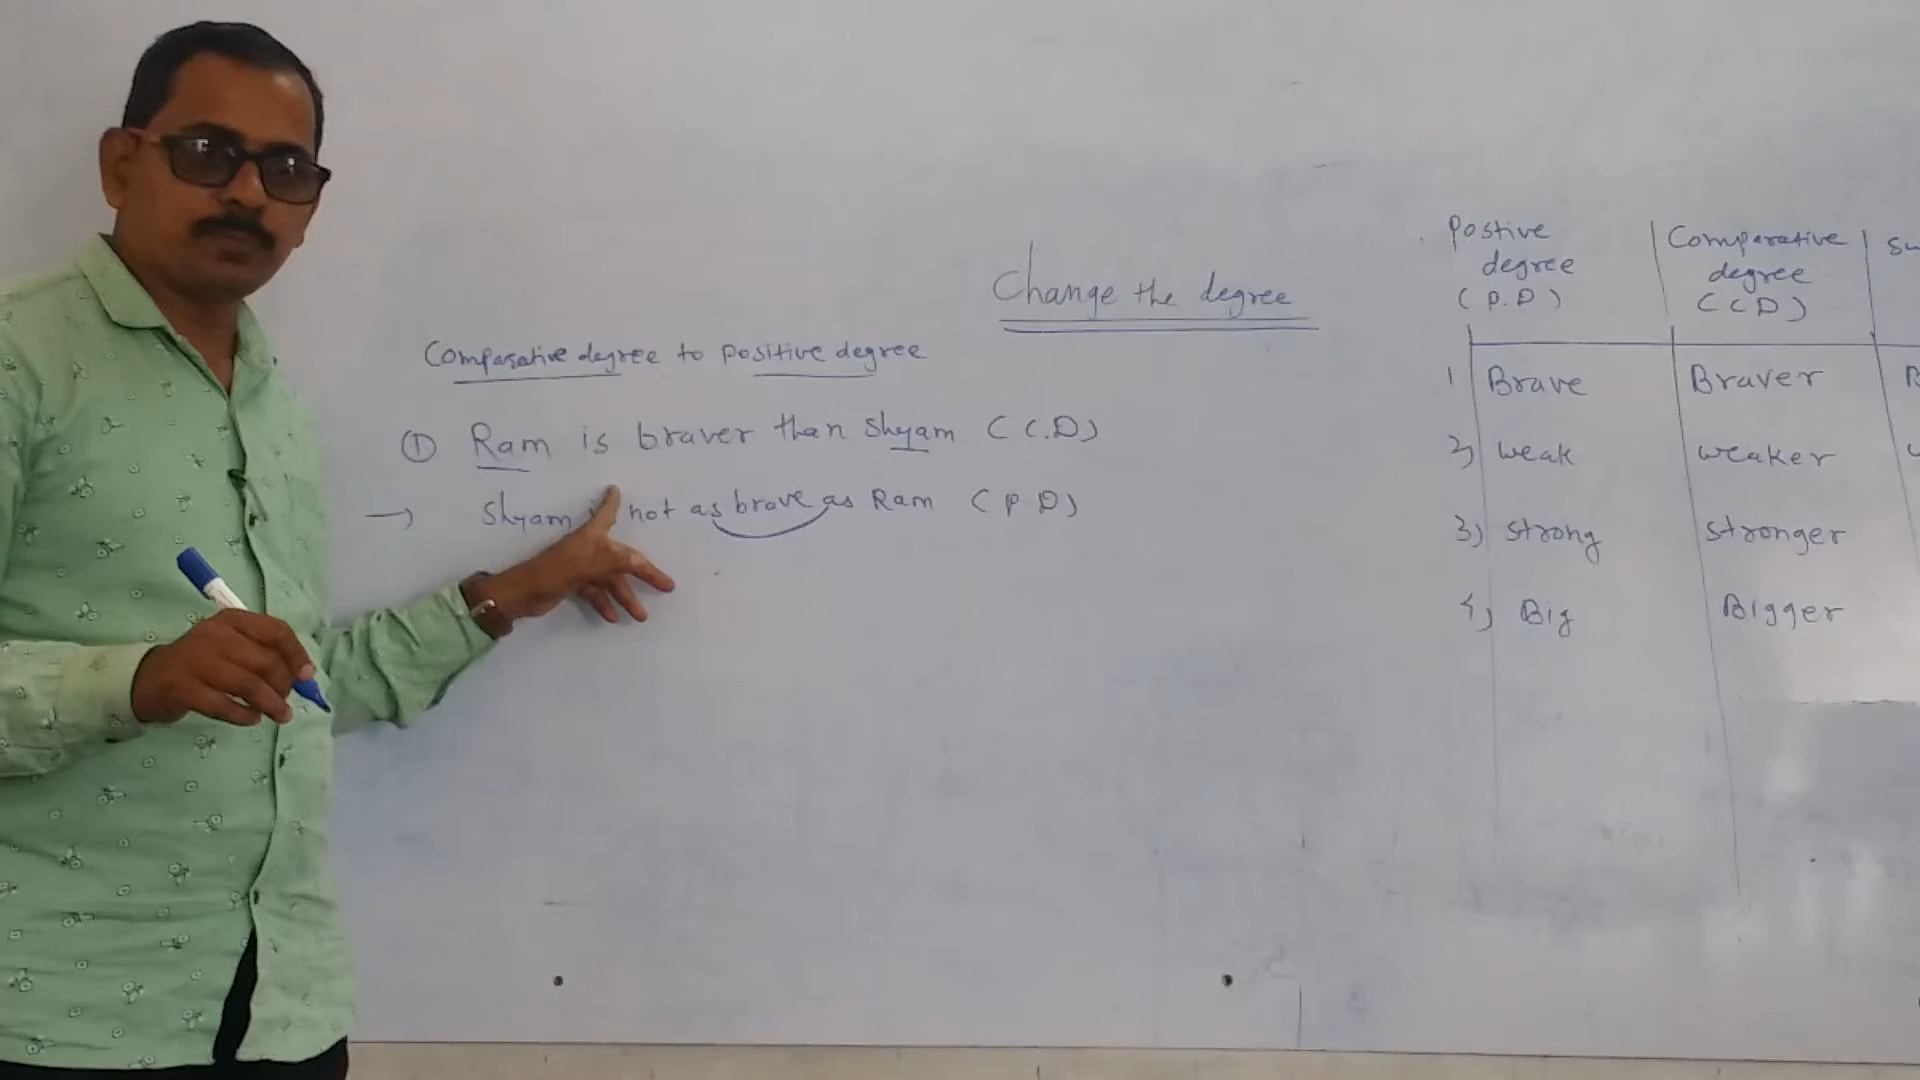 Change the degree
Comparative degree to Positive degree
① Ram is braver than Shyam (C.D)
→ Shyam not as brave as Ram (P D)
Postive degree (P.D) | Comparative degree (C D) | Su
1 Brave Braver B
2) weak weaker
3) strong stronger
4) Big Bigger